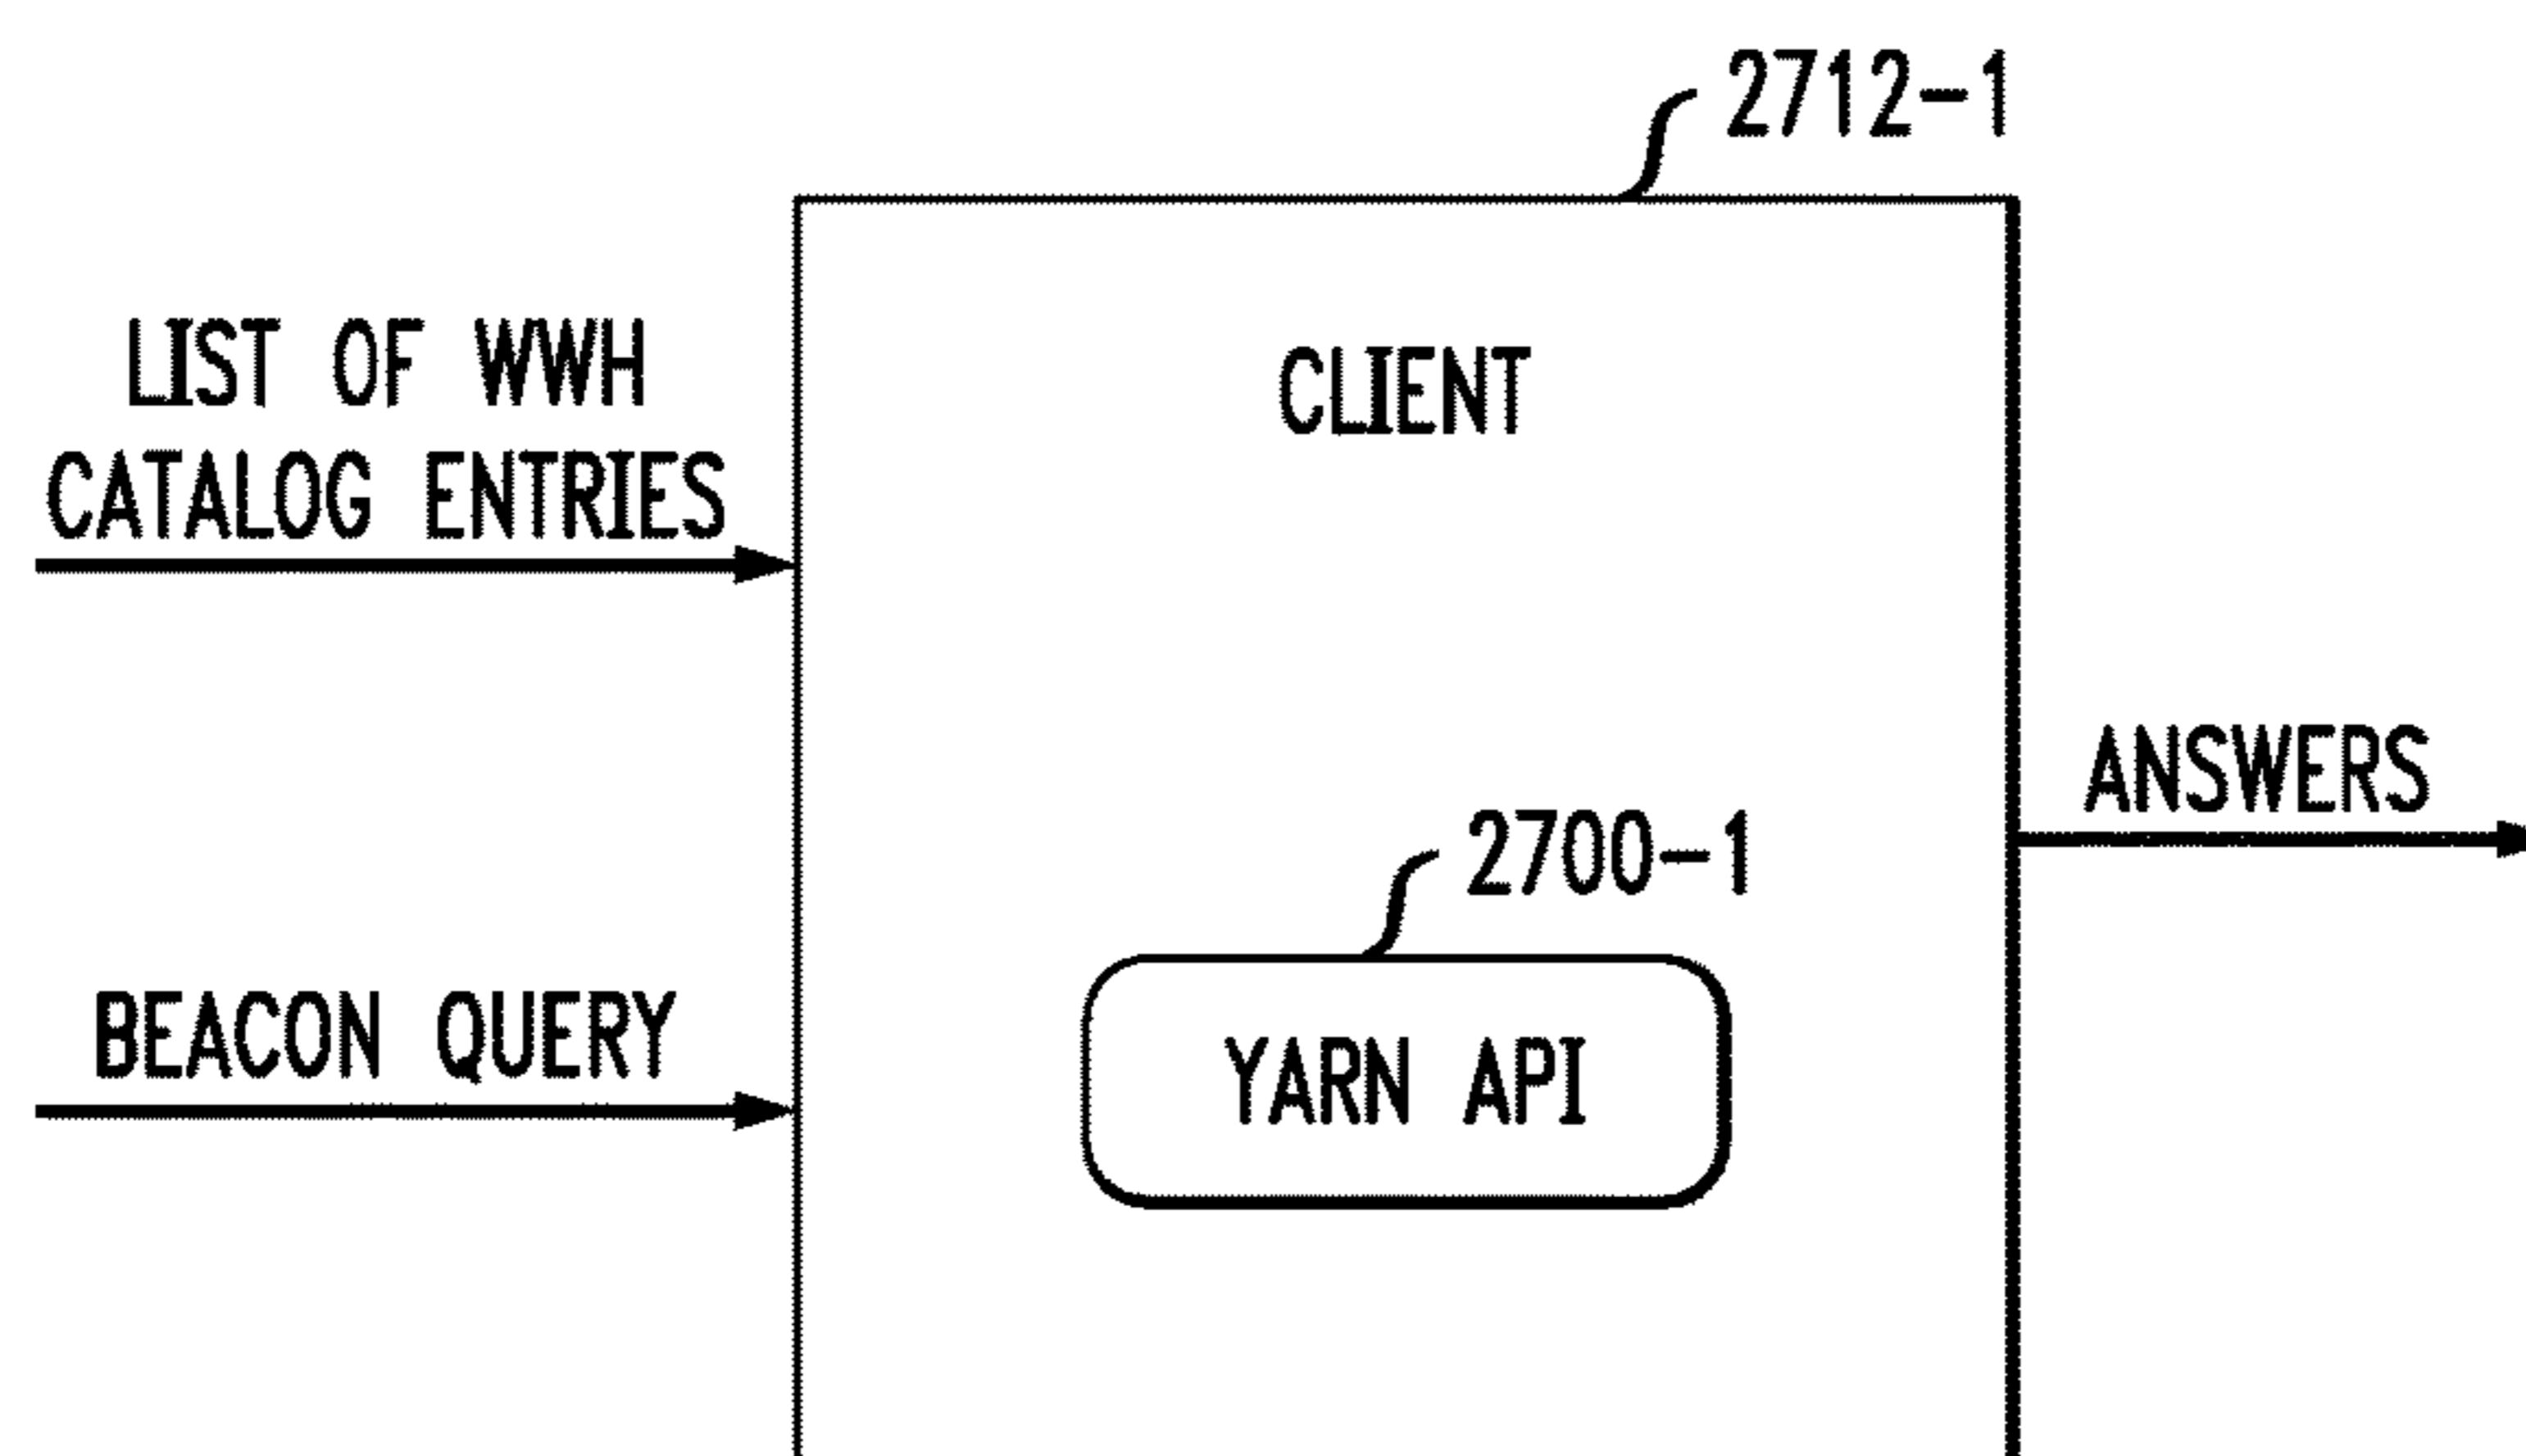 2712-1
LIST OF WWH
CATALOG ENTRIES
CLIENT
ANSWERS
2700-1
BEACON QUERY
YARN API